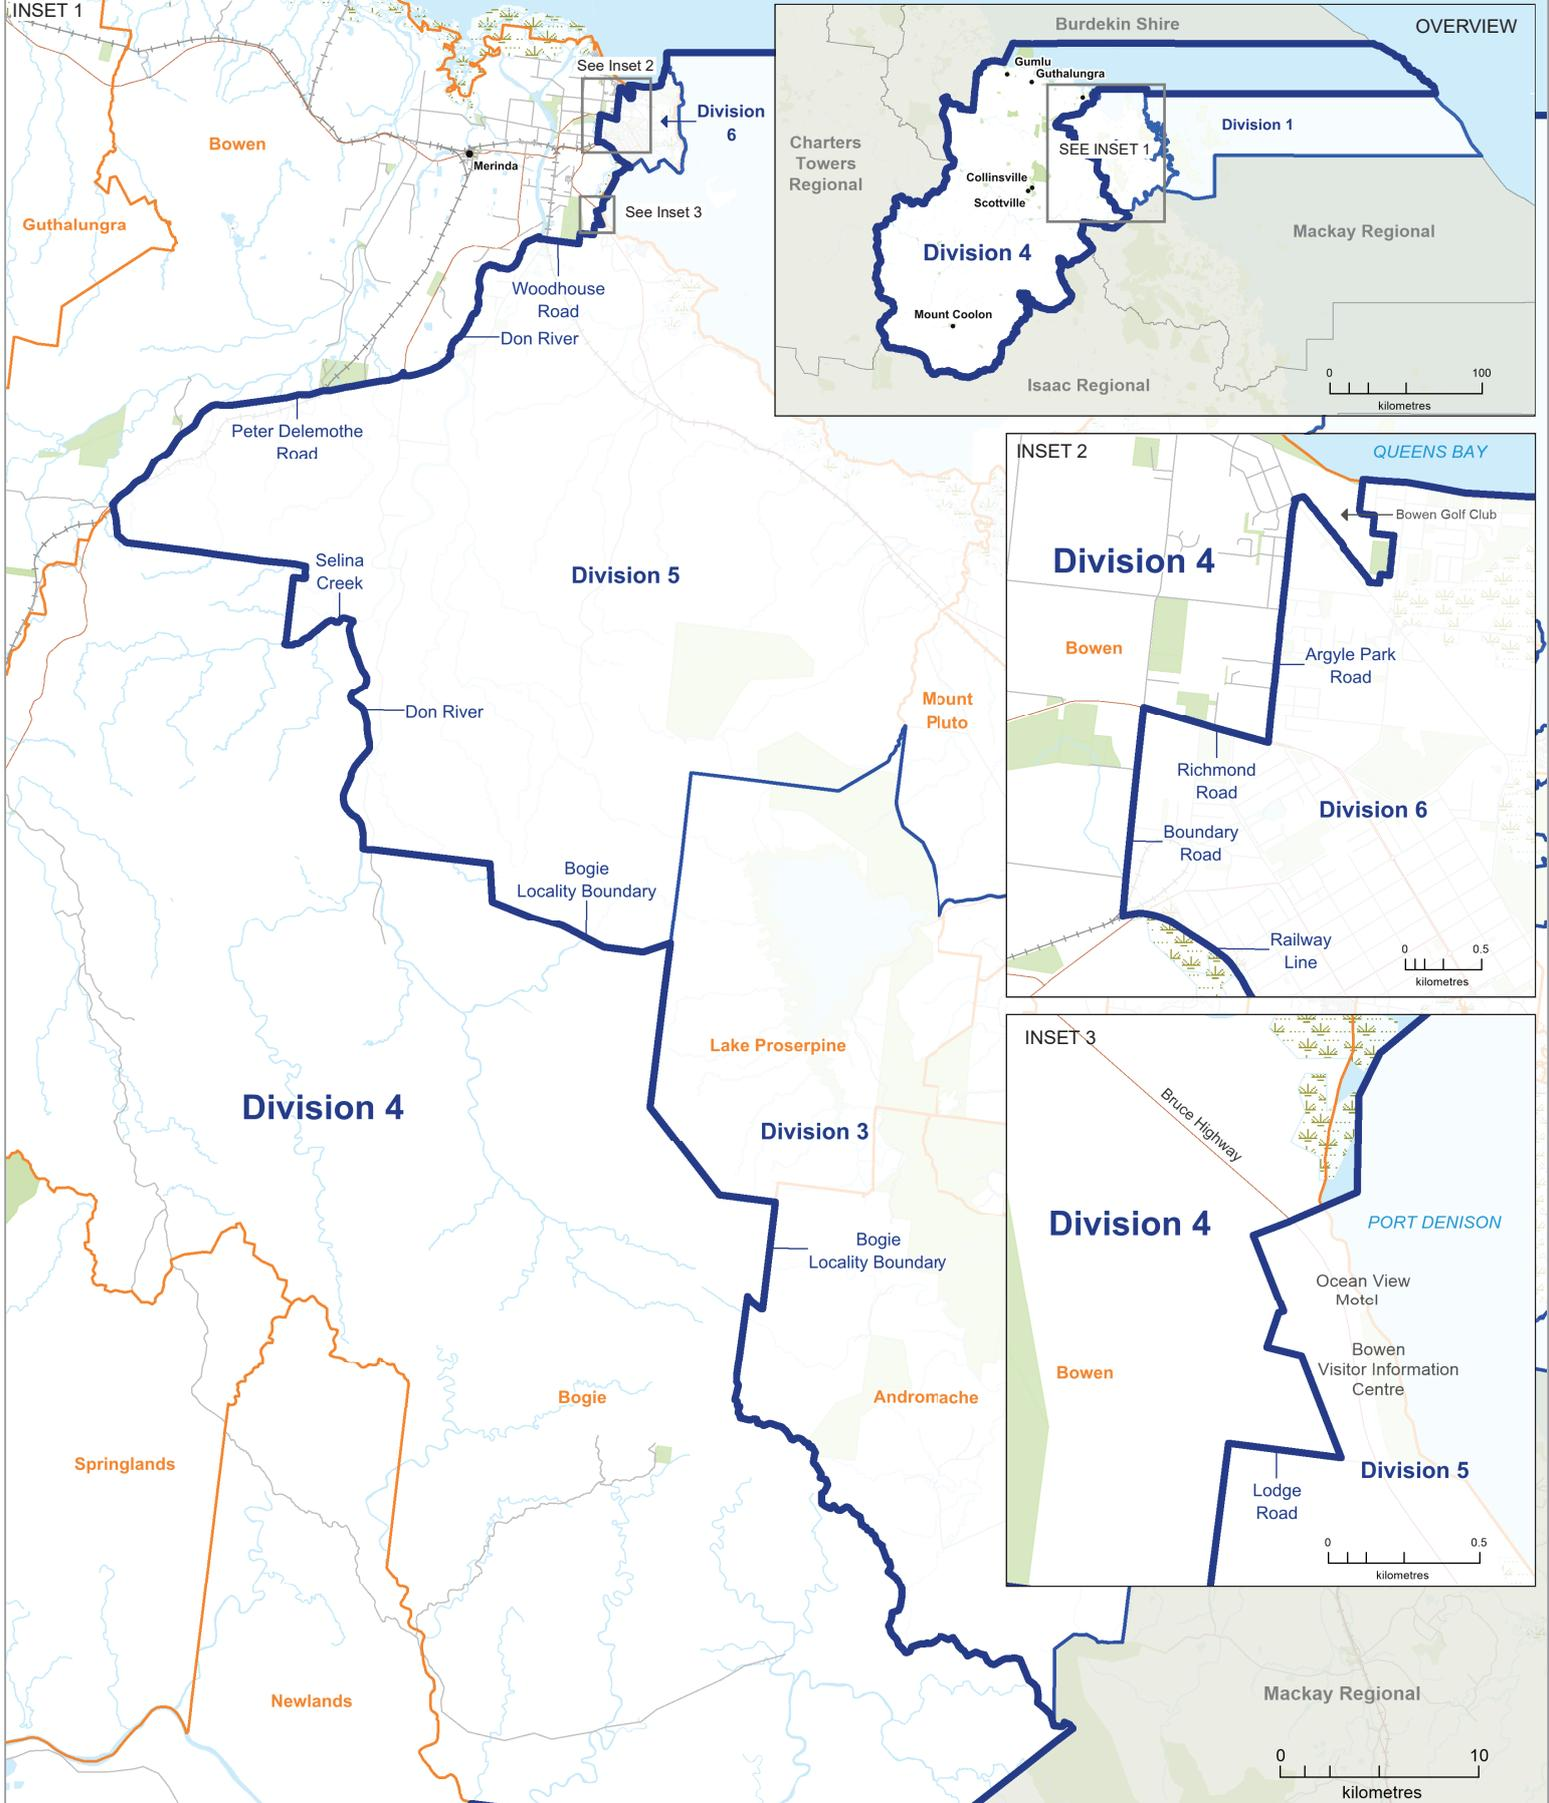 INSET 1
Bowen
Guthalungra
Merinda
See Inset 2
Division
6
See Inset 3
Woodhouse
Road
Don River
Peter Delemothe
Road
Selina
Creek
Division 5
Don River
Mount
Pluto
Bogie
Locality Boundary
Lake Proserpine
Division 4
Division 3
Bogie
Locality Boundary
Bogie
Andromache
Springlands
Newlands
Mackay Regional
0 10
kilometres
OVERVIEW
Burdekin Shire
Gumlu
Guthalungra
Charters
Towers
Regional
Division 1
SEE INSET 1
Collinsville
Scottville
Division 4
Mackay Regional
Mount Coolon
Isaac Regional
0 100
kilometres
INSET 2
QUEENS BAY
Bowen Golf Club
Division 4
Bowen
Argyle Park
Road
Richmond
Road
Division 6
Boundary
Road
Railway
Line
0 0.5
kilometres
INSET 3
Bruce Highway
Division 4
PORT DENISON
Ocean View
Motel
Bowen
Visitor Information
Centre
Bowen
Division 5
Lodge
Road
0 0.5
kilometres